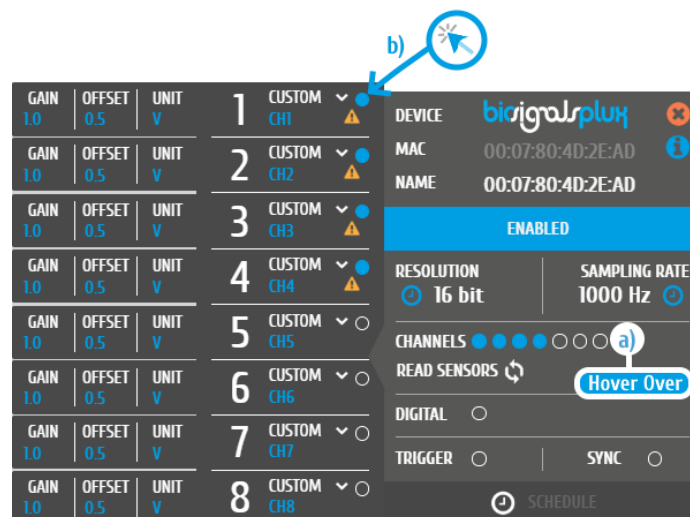 b)
GAIN OFFSET UNIT 1 CUSTOM
1.0 0.5 V CH1
GAIN OFFSET UNIT 2 CUSTOM
1.0 0.5 V CH2
GAIN OFFSET UNIT 3 CUSTOM
1.0 0.5 V CH3
GAIN OFFSET UNIT 4 CUSTOM
1.0 0.5 V CH4
GAIN OFFSET UNIT 5 CUSTOM
1.0 0.5 V CH5
GAIN OFFSET UNIT 6 CUSTOM
1.0 0.5 V CH6
GAIN OFFSET UNIT 7 CUSTOM
1.0 0.5 V CH7
GAIN OFFSET UNIT 8 CUSTOM
1.0 0.5 V CH8
DEVICE biosignalsplux
MAC 00:07:80:4D:2E:AD
NAME 00:07:80:4D:2E:AD
ENABLED
RESOLUTION SAMPLING RATE
16 bit 1000 Hz
CHANNELS a)
READ SENSORS Hover Over
DIGITAL
TRIGGER SYNC
SCHEDULE